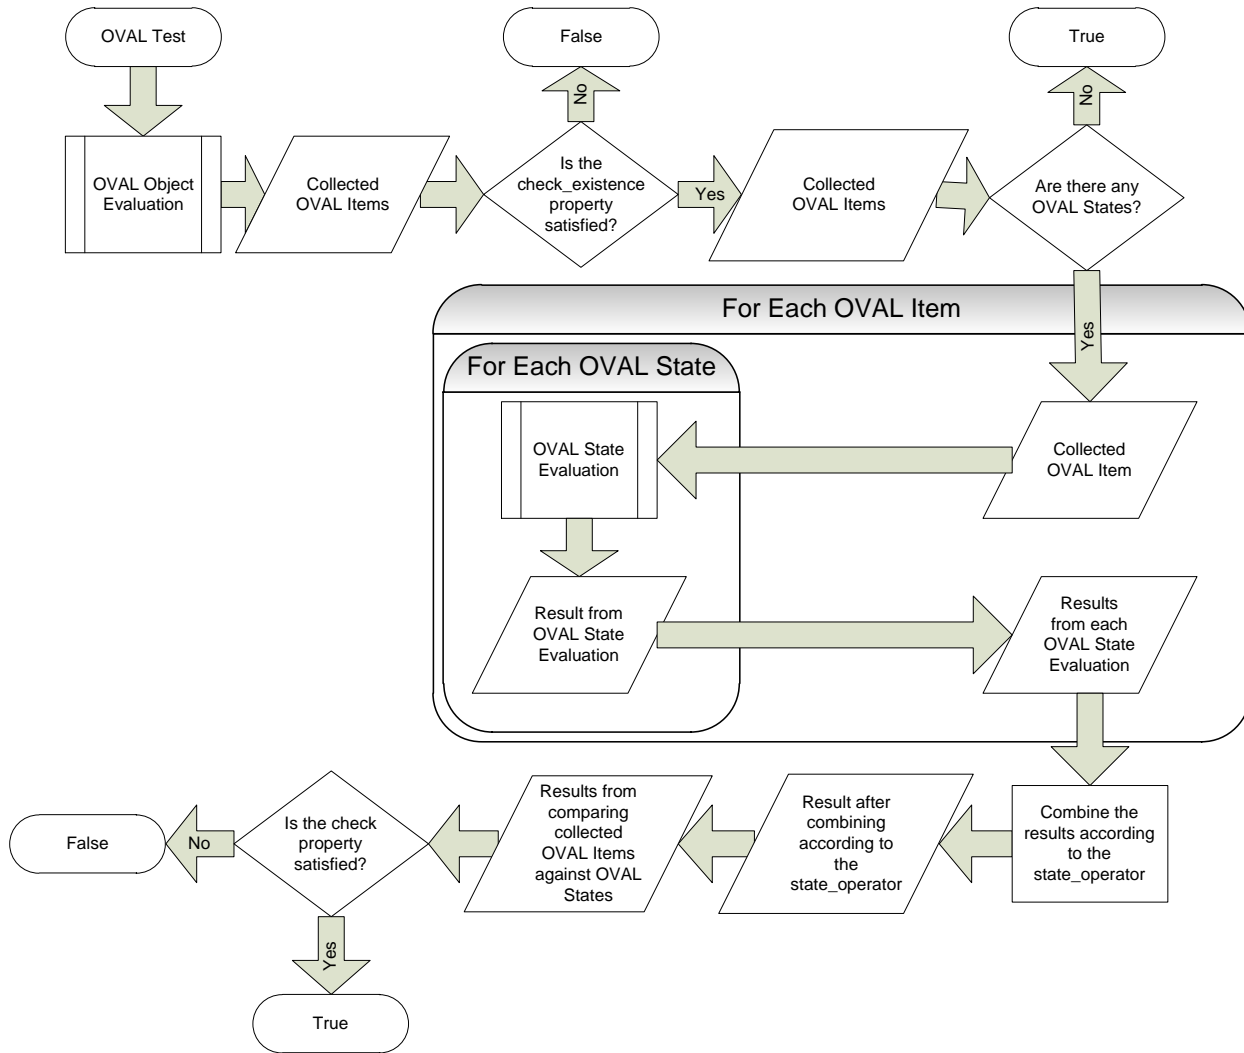 OVAL Test
False
True
No
No
OVAL Object
Evaluation
Collected
OVAL Items
Is the
check_existence
property
satisfied?
Yes
Collected
OVAL Items
Are there any
OVAL States?
Yes
For Each OVAL Item
For Each OVAL State
OVAL State
Evaluation
Collected
OVAL Item
Result from
OVAL State
Evaluation
Results
from each
OVAL State
Evaluation
Combine the
results according
to the
state_operator
Result after
combining
according to
the
state_operator
Results from
comparing
collected
OVAL Items
against OVAL
States
Is the check
property
satisfied?
No
False
Yes
True